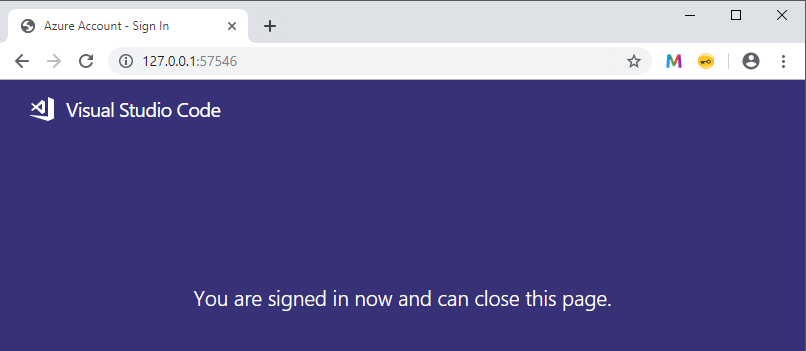 Azure Account - Sign In
127.0.0.1:57546
Visual Studio Code
You are signed in now and can close this page.